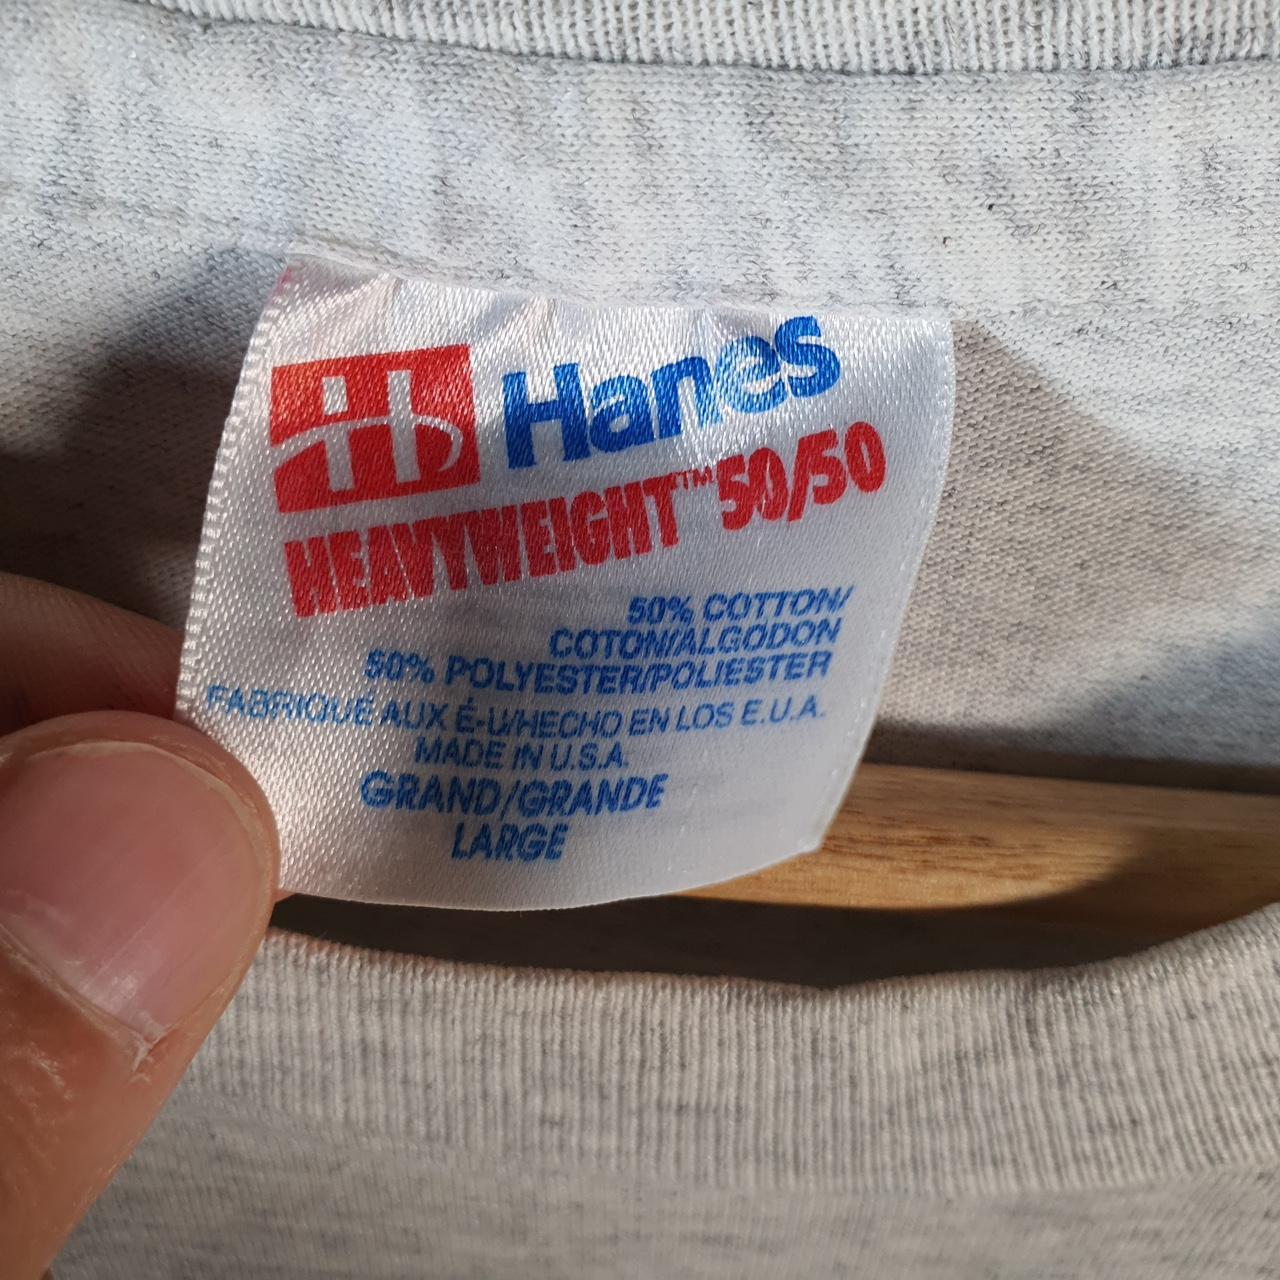 Hanes
HEAVYWEIGHT™ 50/50
50% COTTON/
COTON/ALGODON
50% POLYESTER/POLIESTER
FABRIQUÉ AUX É-U/HECHO EN LOS E.U.A.
MADE IN U.S.A.
GRAND/GRANDE
LARGE